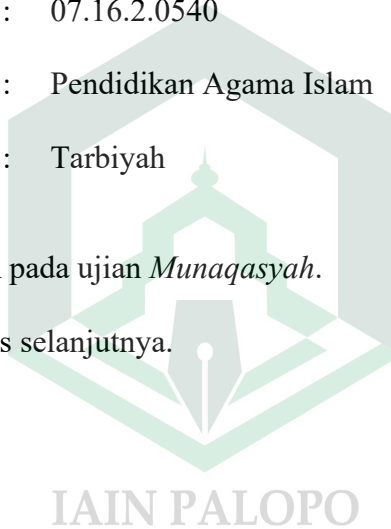 : 07.16.2.0540
: Pendidikan Agama Islam
: Tarbiyah
pada ujian Munaqasyah.
s selanjutnya.
IAIN PALOPO